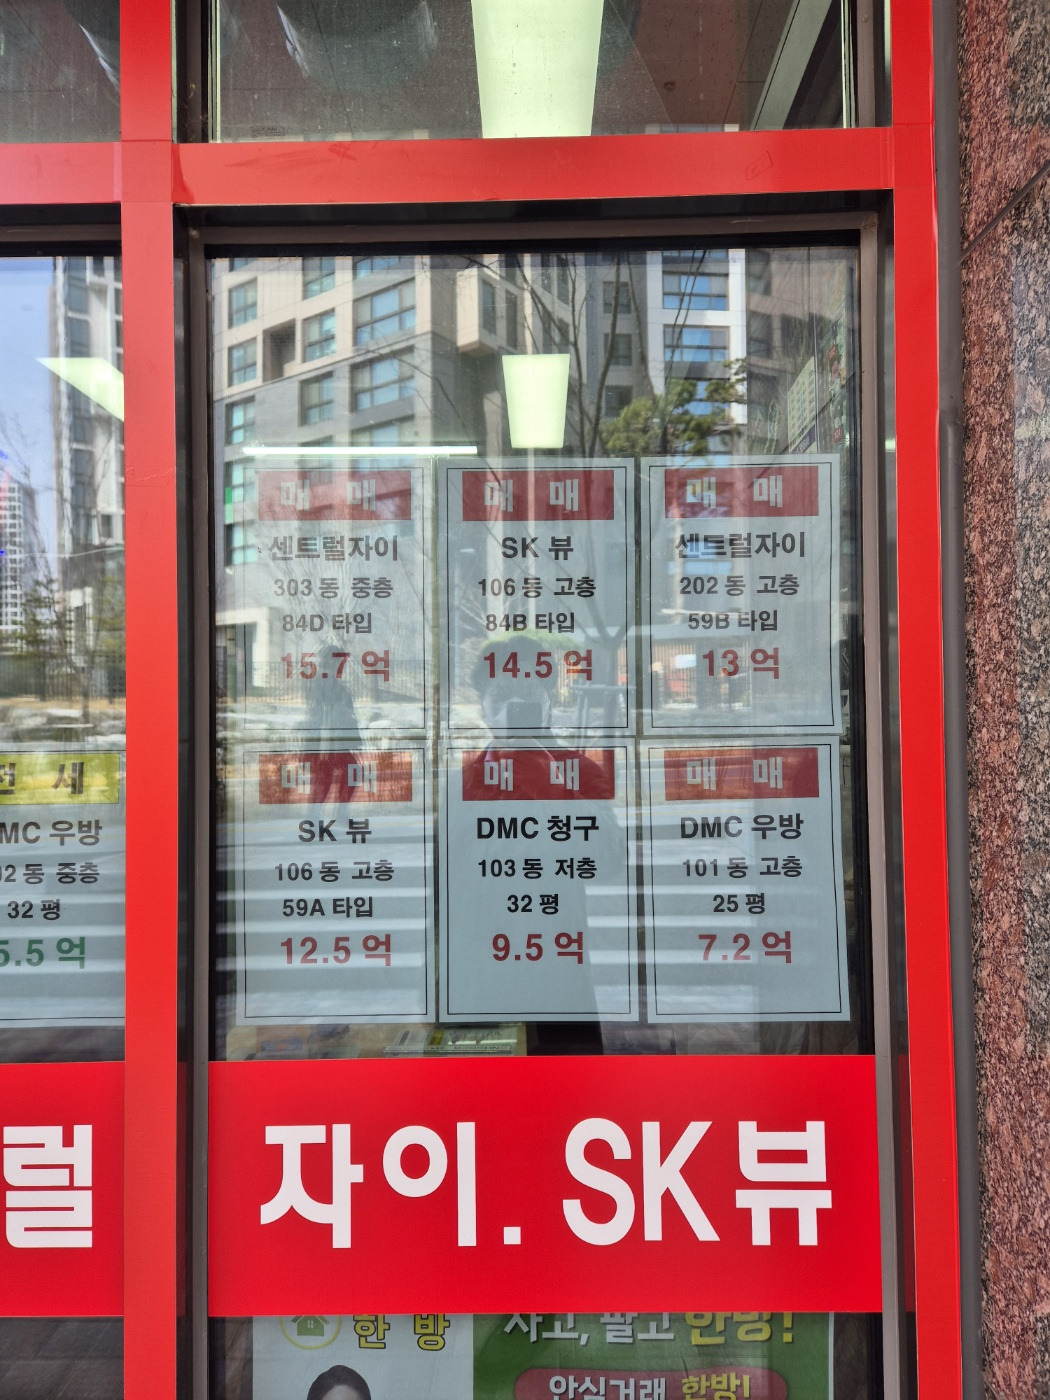 매 매
센트럴자이
303 동 중층
84D 타입
15.7 억
매 매
SK 뷰
106 동 고층
84B 타입
14.5 억
매 매
센트럴자이
202 동 고층
59B 타입
13 억
매 매
SK 뷰
106 동 고층
59A 타입
12.5 억
매 매
DMC 청구
103 동 저층
32 평
9.5 억
매 매
DMC 우방
101 동 고층
25 평
7.2 억
전 세
MC 우방
02 동 중층
32 평
5.5 억
럴 자이. SK뷰
한 방
사고, 팔고 한방!
안심거래 한방!